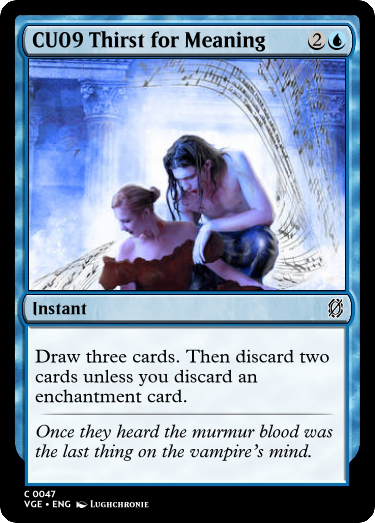 CU09 Thirst for Meaning 2
Instant
Draw three cards. Then discard two
cards unless you discard an
enchantment card.
Once they heard the murmur blood was
the last thing on the vampire's mind.
C 0047
VGE • ENG LUGHCHRONIE